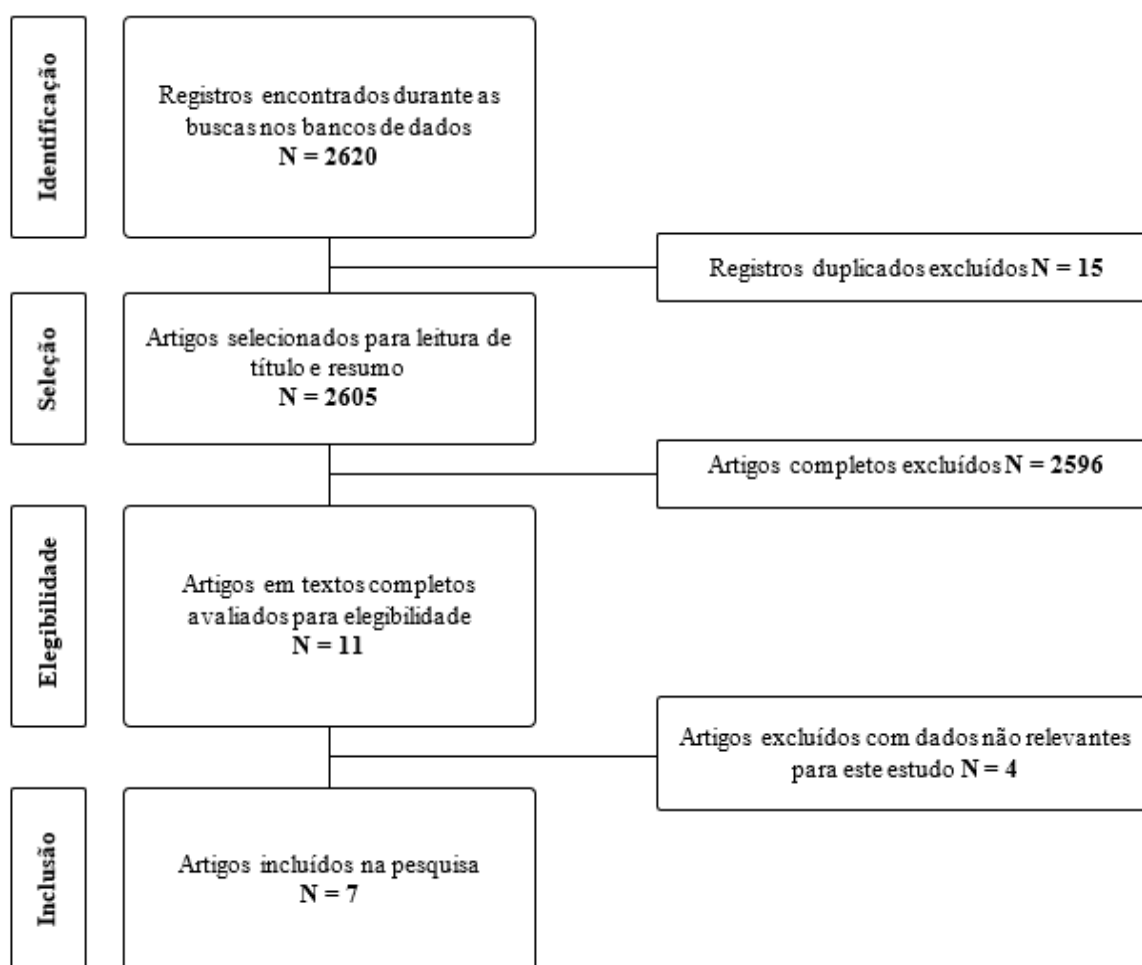 Identificação
Registros encontrados durante as
buscas nos bancos de dados
N = 2620
Registros duplicados excluídos N = 15
Seleção
Artigos selecionados para leitura de
título e resumo
N = 2605
Artigos completos excluídos N = 2596
Elegibilidade
Artigos em textos completos
avaliados para elegibilidade
N = 11
Artigos excluídos com dados não relevantes
para este estudo N = 4
Inclusão
Artigos incluídos na pesquisa
N = 7